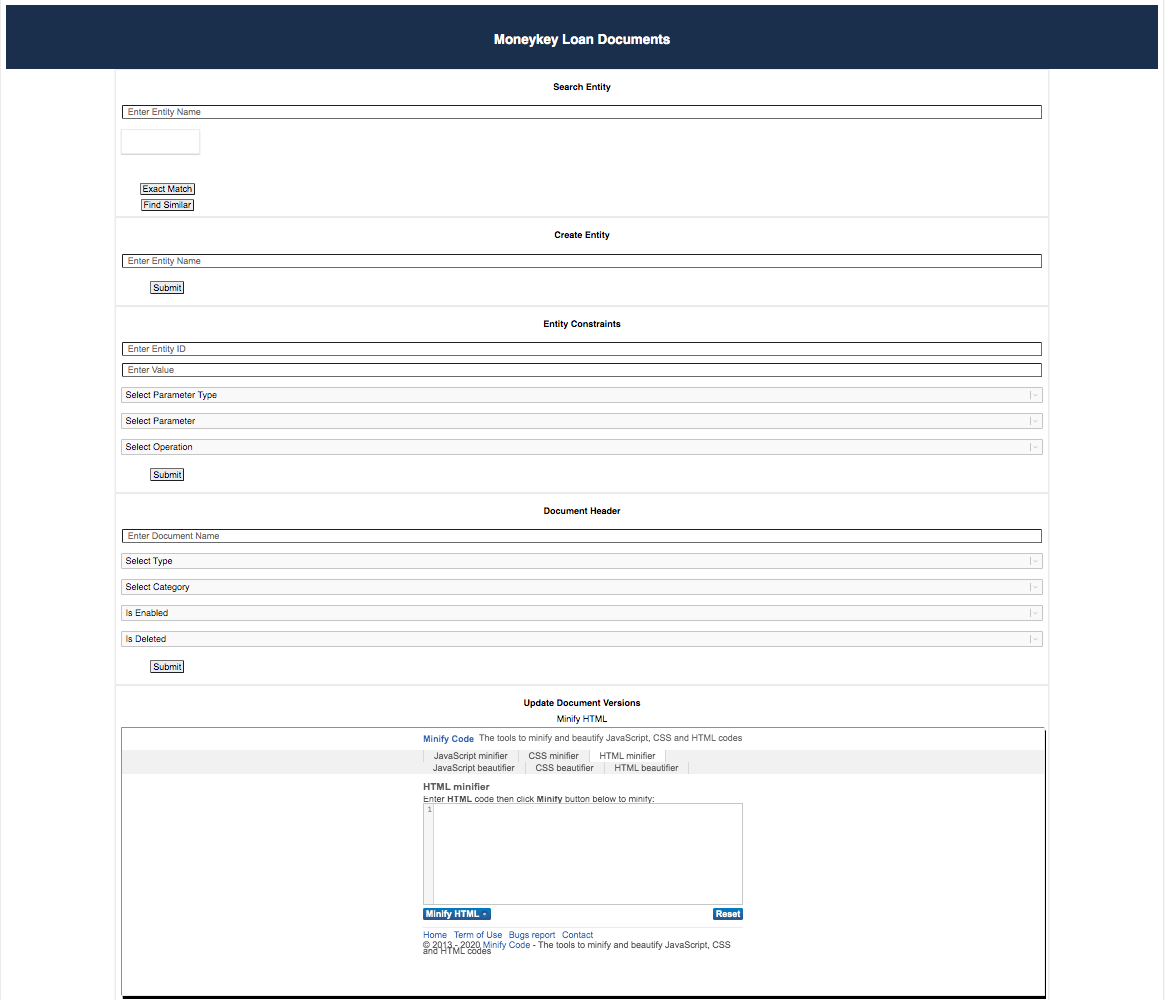 Moneykey Loan Documents
Search Entity
Enter Entity Name
Exact Match
Find Similar
Create Entity
Enter Entity Name
Submit
Entity Constraints
Enter Entity ID
Enter Value
Select Parameter Type
Select Parameter
Select Operation
Submit
Document Header
Enter Document Name
Select Type
Select Category
Is Enabled
Is Deleted
Submit
Update Document Versions
Minify HTML
Minify Code The tools to minify and beautify JavaScript, CSS and HTML codes
JavaScript minifier CSS minifier HTML minifier
JavaScript beautifier CSS beautifier HTML beautifier
HTML minifier
Enter HTML code then click Minify button below to minify:
1
Minify HTML - Reset
Home Term of Use Bugs report Contact
© 2013 - 2020 Minify Code - The tools to minify and beautify JavaScript, CSS
and HTML codes